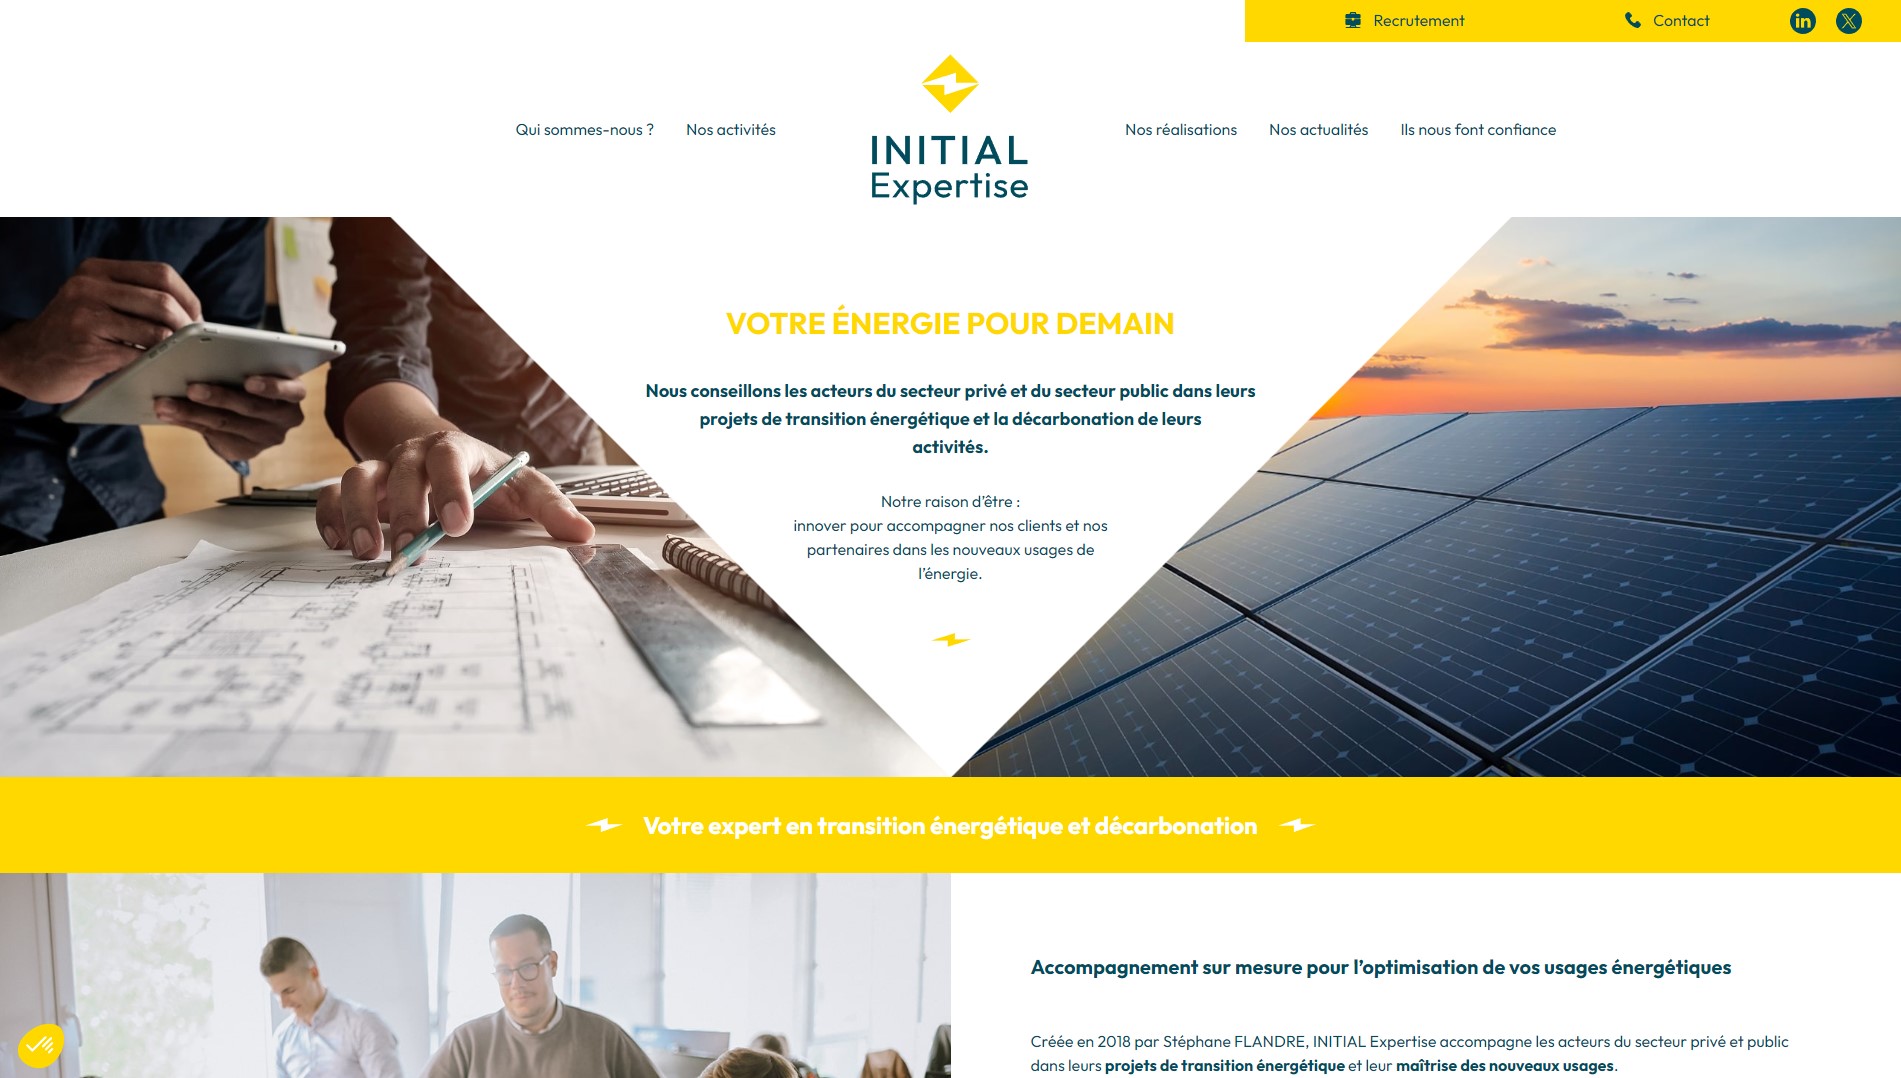 Recrutement
Contact
Qui sommes-nous ?
Nos activités
INITIAL
Expertise
Nos réalisations
Nos actualités
Ils nous font confiance
VOTRE ÉNERGIE POUR DEMAIN
Nous conseillons les acteurs du secteur privé et du secteur public dans leurs
projets de transition énergétique et la décarbonation de leurs
activités.
Notre raison d'être :
innover pour accompagner nos clients et nos
partenaires dans les nouveaux usages de
l'énergie.
Votre expert en transition énergétique et décarbonation
Accompagnement sur mesure pour l'optimisation de vos usages énergétiques
Créée en 2018 par Stéphane FLANDRE, INITIAL Expertise accompagne les acteurs du secteur privé et public
dans leurs projets de transition énergétique et leur maîtrise des nouveaux usages.